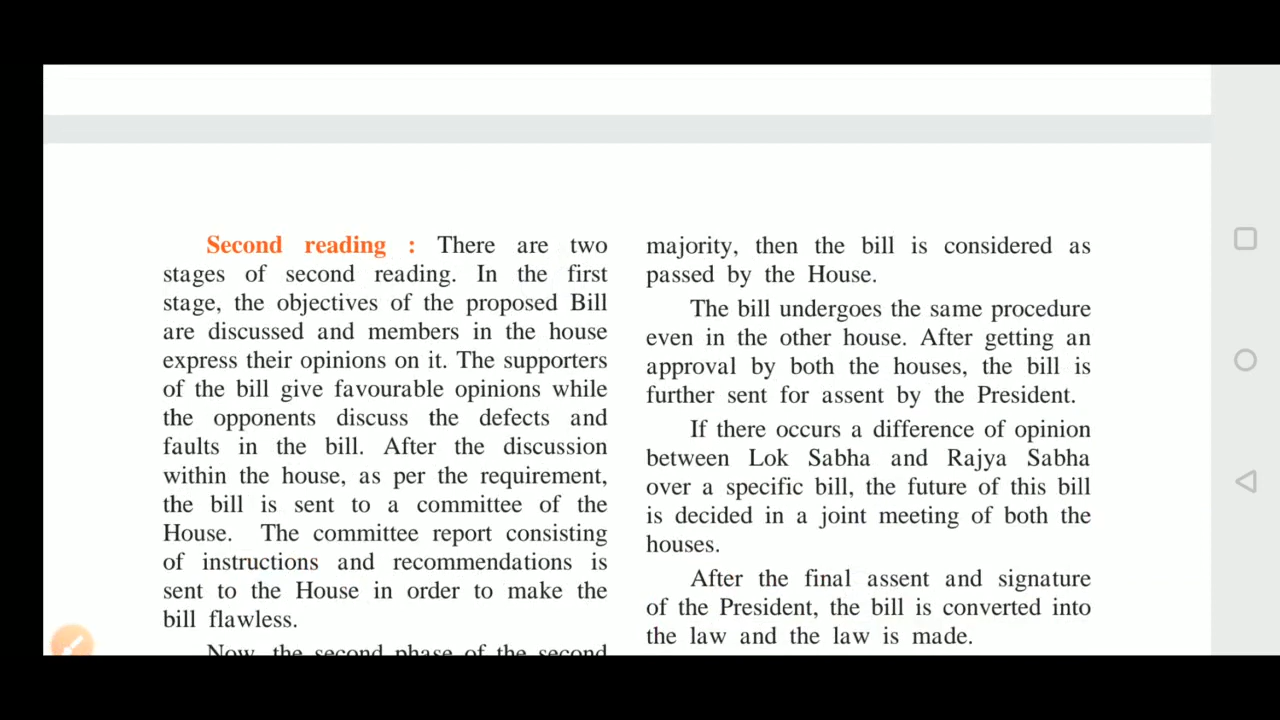 Second reading : There are two
stages of second reading. In the first
stage, the objectives of the proposed Bill
are discussed and members in the house
express their opinions on it. The supporters
of the bill give favourable opinions while
the opponents discuss the defects and
faults in the bill. After the discussion
within the house, as per the requirement,
the bill is sent to a committee of the
House. The committee report consisting
of instructions and recommendations is
sent to the House in order to make the
bill flawless.
Now, the second phase of the second
majority, then the bill is considered as
passed by the House.
The bill undergoes the same procedure
even in the other house. After getting an
approval by both the houses, the bill is
further sent for assent by the President.
If there occurs a difference of opinion
between Lok Sabha and Rajya Sabha
over a specific bill, the future of this bill
is decided in a joint meeting of both the
houses.
After the final assent and signature
of the President, the bill is converted into
the law and the law is made.